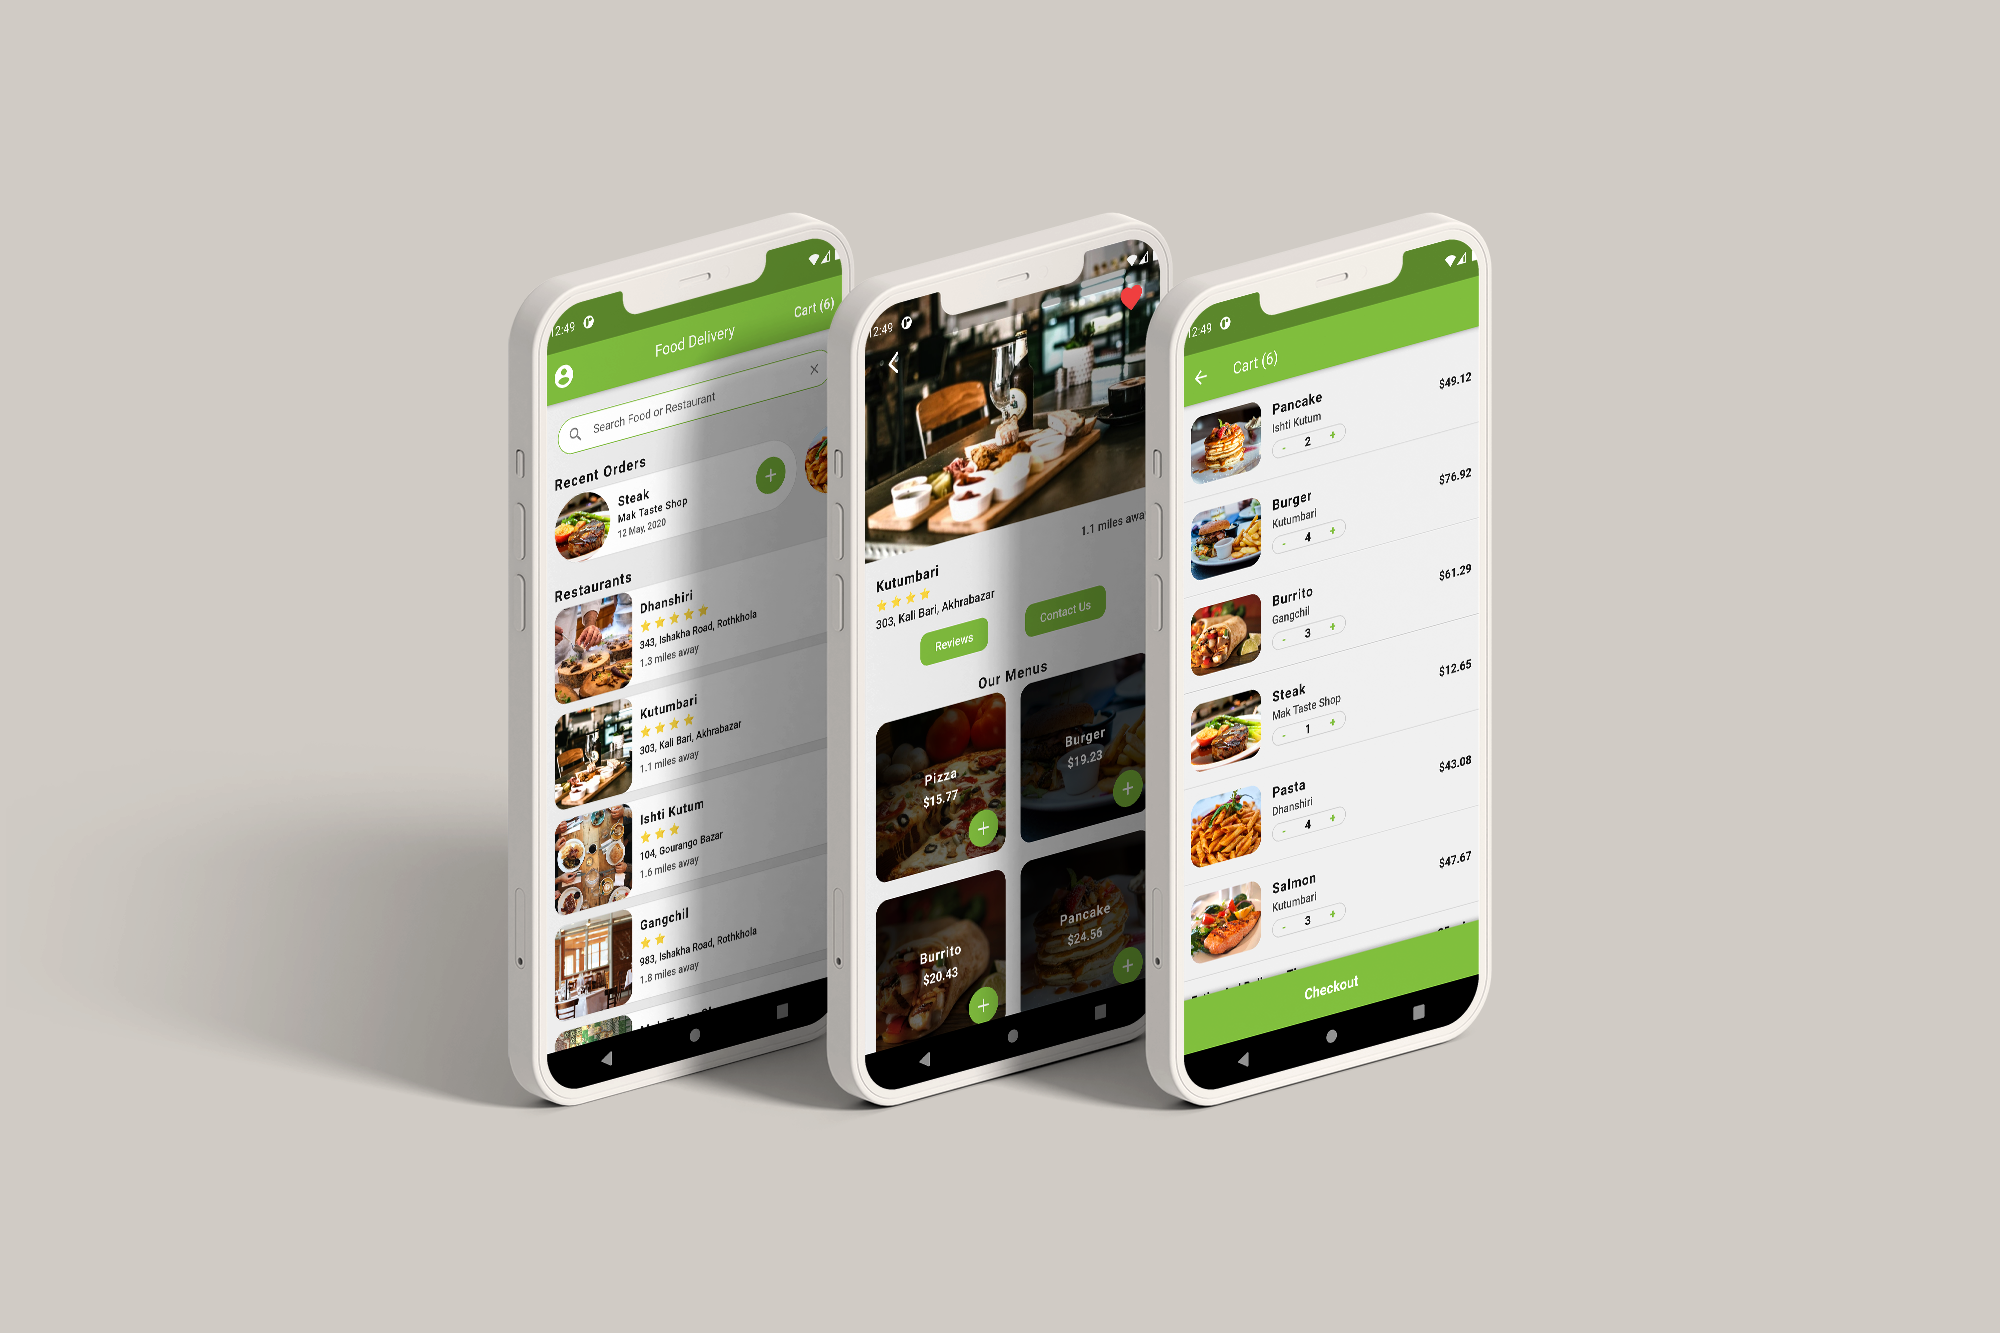 12:49
Food Delivery
Cart (6)
Search Food or Restaurant
Recent Orders
Steak
Mak Taste Shop
12 May, 2020
Restaurants
Dhanshiri
343, Ishakha Road, Rothkhola
1.3 miles away
Kutumbari
303, Kali Bari, Akhrabazar
1.1 miles away
Ishti Kutum
104, Gourango Bazar
1.6 miles away
Gangchil
983, Ishakha Road, Rothkhola
1.8 miles away
12:49
1.1 miles
Kutumbari
303, Kali Bari, Akhrabazar
Reviews
Contact Us
Our Menus
Pizza
$15.77
Burger
$19.23
Burrito
$20.43
Pancake
$24.56
12:49
Cart (6)
Pancake
Ishti Kutum
- 2 +
$49.12
Burger
Kutumbari
- 4 +
$76.92
Burrito
Gangchil
- 3 +
$61.29
Steak
Mak Taste Shop
- 1 +
$12.65
Pasta
Dhanshiri
- 4 +
$43.08
Salmon
Kutumbari
- 3 +
$47.67
Checkout